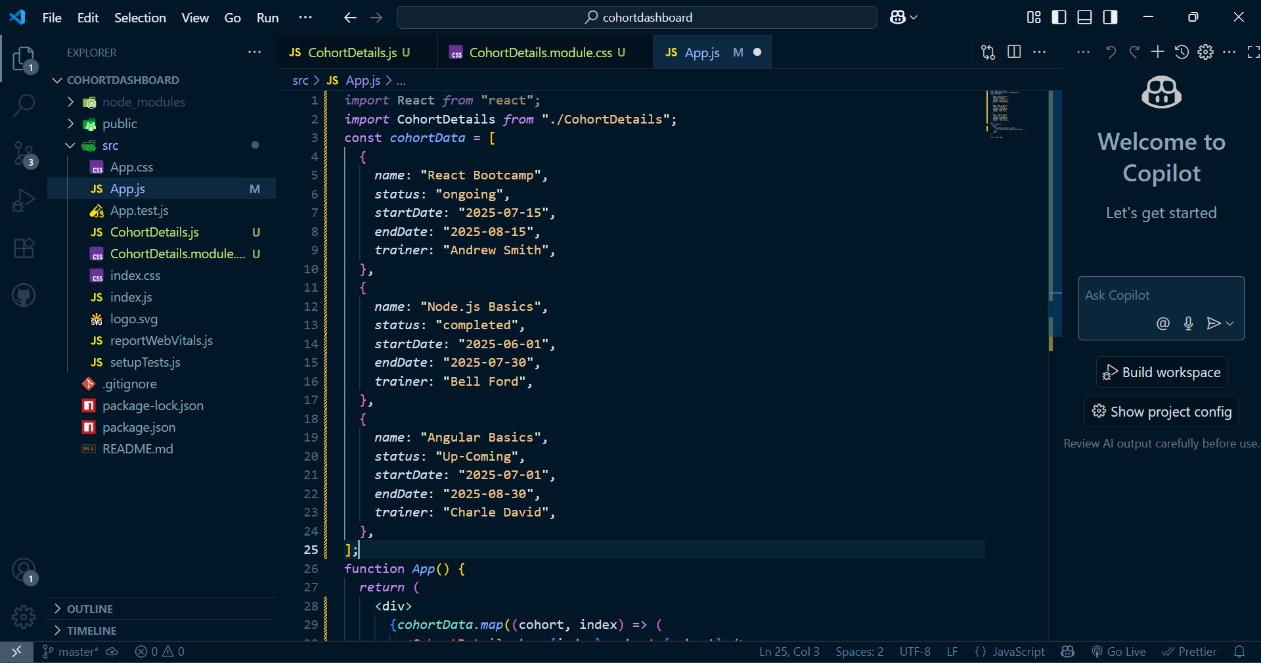 File Edit Selection View Go Run ··· cohortdashboard
EXPLORER ···
COHORTDASHBOARD
node_modules
public
src
App.css
App.js M
App.test.js
CohortDetails.js U
CohortDetails.module.... U
index.css
index.js
logo.svg
reportWebVitals.js
setupTests.js
.gitignore
package-lock.json
package.json
README.md
OUTLINE
TIMELINE
1
3
1
JS CohortDetails.js U css CohortDetails.module.css U JS App.js M
src > JS App.js > ...
1 import React from "react";
2 import CohortDetails from "./CohortDetails";
3 const cohortData = [
4 {
5 name: "React Bootcamp",
6 status: "ongoing",
7 startDate: "2025-07-15",
8 endDate: "2025-08-15",
9 trainer: "Andrew Smith",
10 },
11 {
12 name: "Node.js Basics",
13 status: "completed",
14 startDate: "2025-06-01",
15 endDate: "2025-07-30",
16 trainer: "Bell Ford",
17 },
18 {
19 name: "Angular Basics",
20 status: "Up-Coming",
21 startDate: "2025-07-01",
22 endDate: "2025-08-30",
23 trainer: "Charle David",
24 },
25 ];
26 function App() {
27 return (
28 <div>
29 {cohortData.map((cohort, index) => (
Welcome to
Copilot
Let's get started
Ask Copilot
Build workspace
Show project config
Review AI output carefully before use.
master* 0 0 Ln 25, Col 3 Spaces: 2 UTF-8 LF {} JavaScript Go Live Prettier